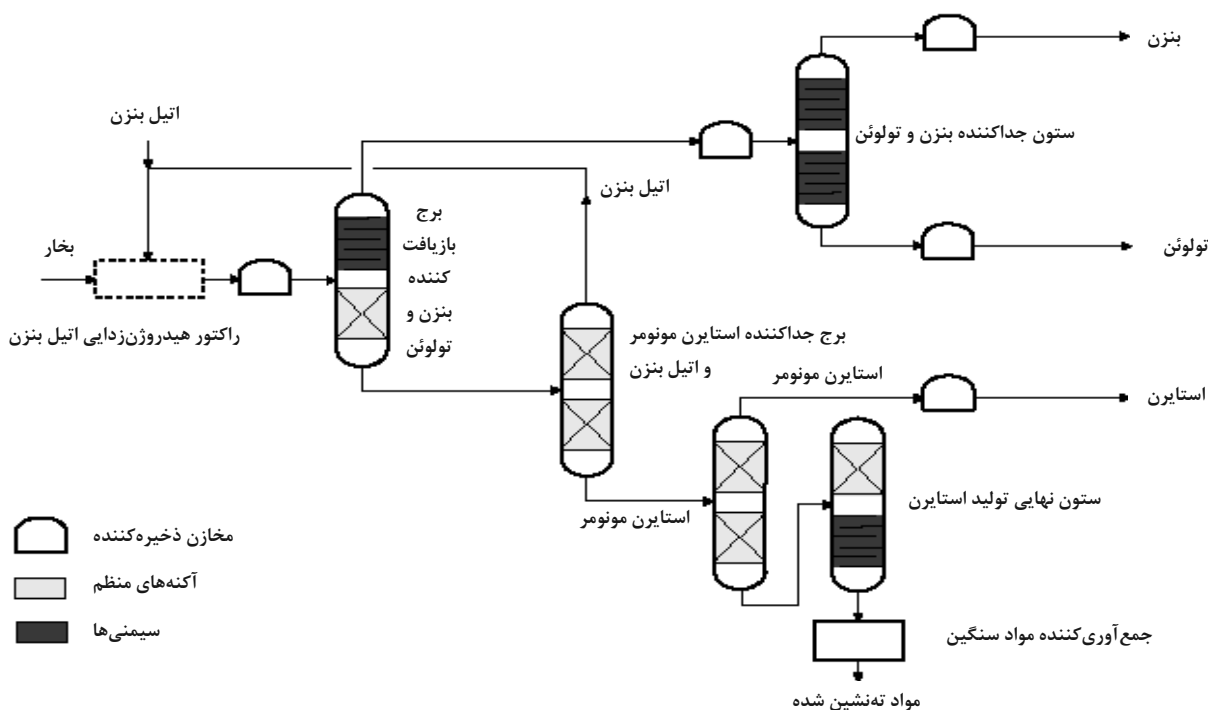 بنزن
اتیل بنزن
ستون جداکننده بنزن و تولوئن
اتیل بنزن
برج
بازیافت
کننده
بنزن و
تولوئن
بخار
تولوئن
راکتور هیدروژن‌زدایی اتیل بنزن
برج جداکننده استایرن مونومر
و اتیل بنزن
استایرن مونومر
استایرن
ستون نهایی تولید استایرن
استایرن مونومر
مخازن ذخیره‌کننده
آکنه‌های منظم
سیمنی‌ها
جمع‌آوری‌کننده مواد سنگین
مواد ته‌نشین شده